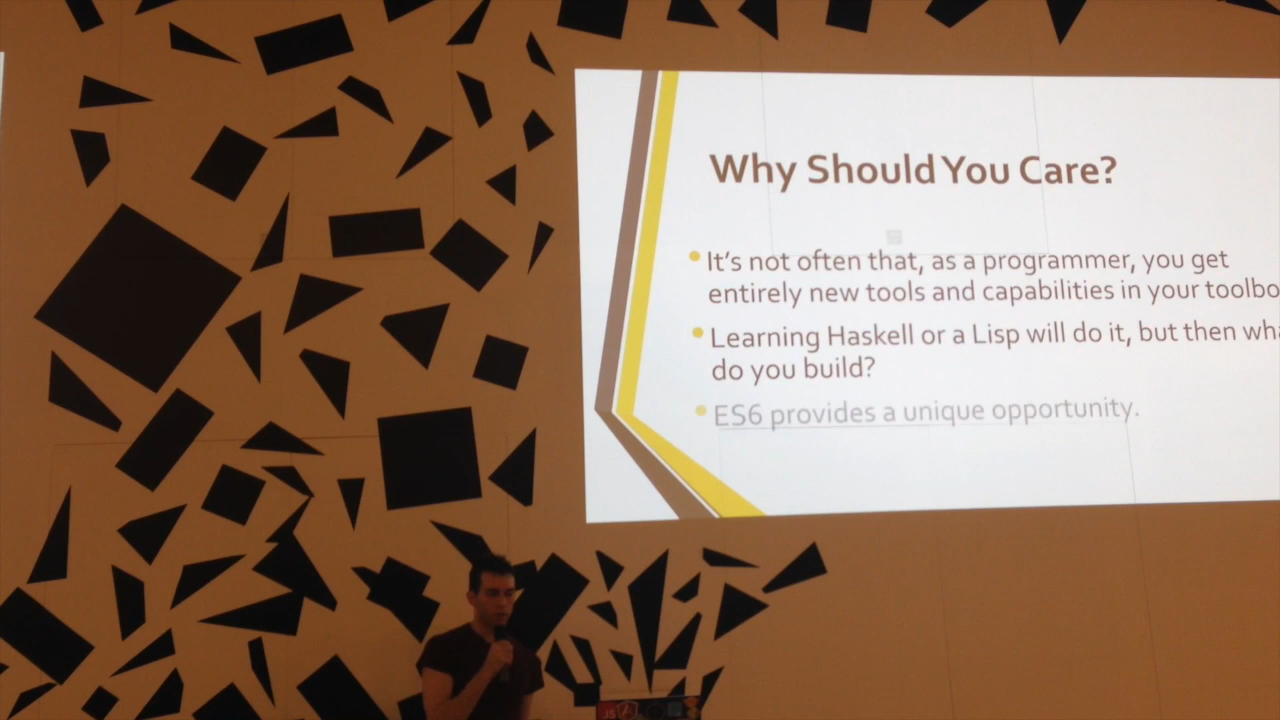 Why Should You Care?
It's not often that, as a programmer, you get
entirely new tools and capabilities in your toolbo
Learning Haskell or a Lisp will do it, but then wha
do you build?
ES6 provides a unique opportunity.
JS